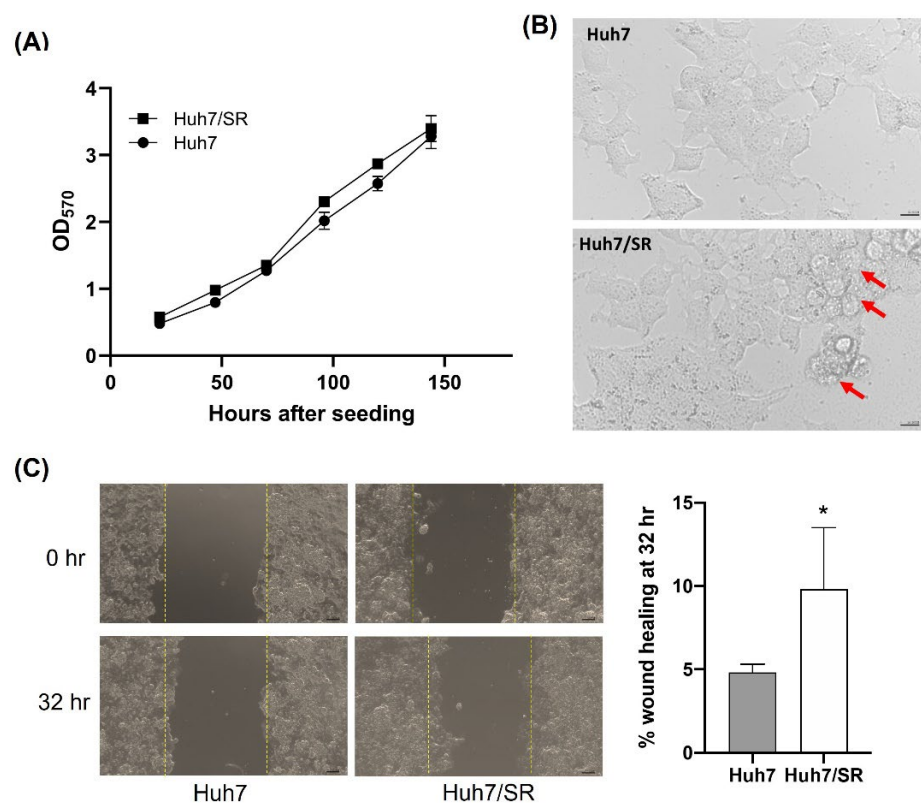 (A)
4
3
2
1
0
OD570
Huh7/SR
Huh7
0
50
100
150
Hours after seeding
(B)
Huh7
Huh7/SR
(C)
0 hr
32 hr
Huh7
Huh7/SR
15
10
5
0
% wound healing at 32 hr
*
Huh7 Huh7/SR